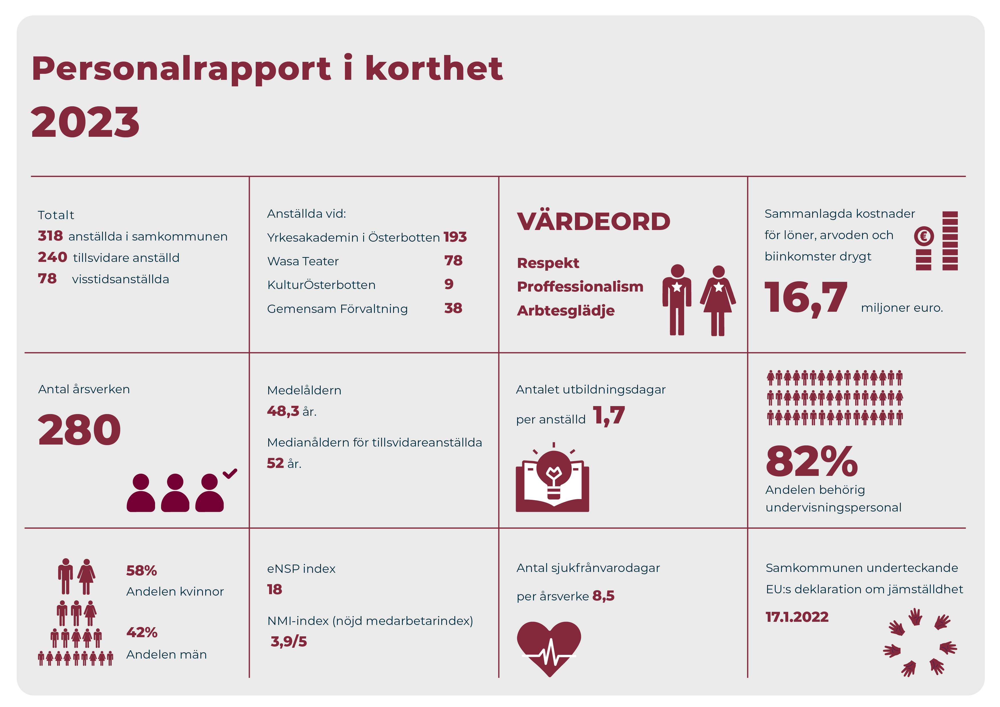 Personalrapport i korthet
2023
Totalt
318 anställda i samkommunen
240 tillsvidare anställd
78 visstidsanställda
Anställda vid:
Yrkesakademin i Österbotten 193
Wasa Teater 78
KulturÖsterbotten 9
Gemensam Förvaltning 38
VÄRDEORD
Respekt
Proffessionalism
Arbtesglädje
Sammanlagda kostnader
för löner, arvoden och
biinkomster drygt
16,7 miljoner euro.
Antal årsverken
280
Medelåldern
48,3 år.
Medianåldern för tillsvidareanställda
52 år.
Antalet utbildningsdagar
per anställd 1,7
82%
Andelen behörig
undervisningspersonal
58%
Andelen kvinnor
42%
Andelen män
eNSP index
18
NMI-index (nöjd medarbetarindex)
3,9/5
Antal sjukfrånvarodagar
per årsverke 8,5
Samkommunen underteckande
EU:s deklaration om jämställdhet
17.1.2022